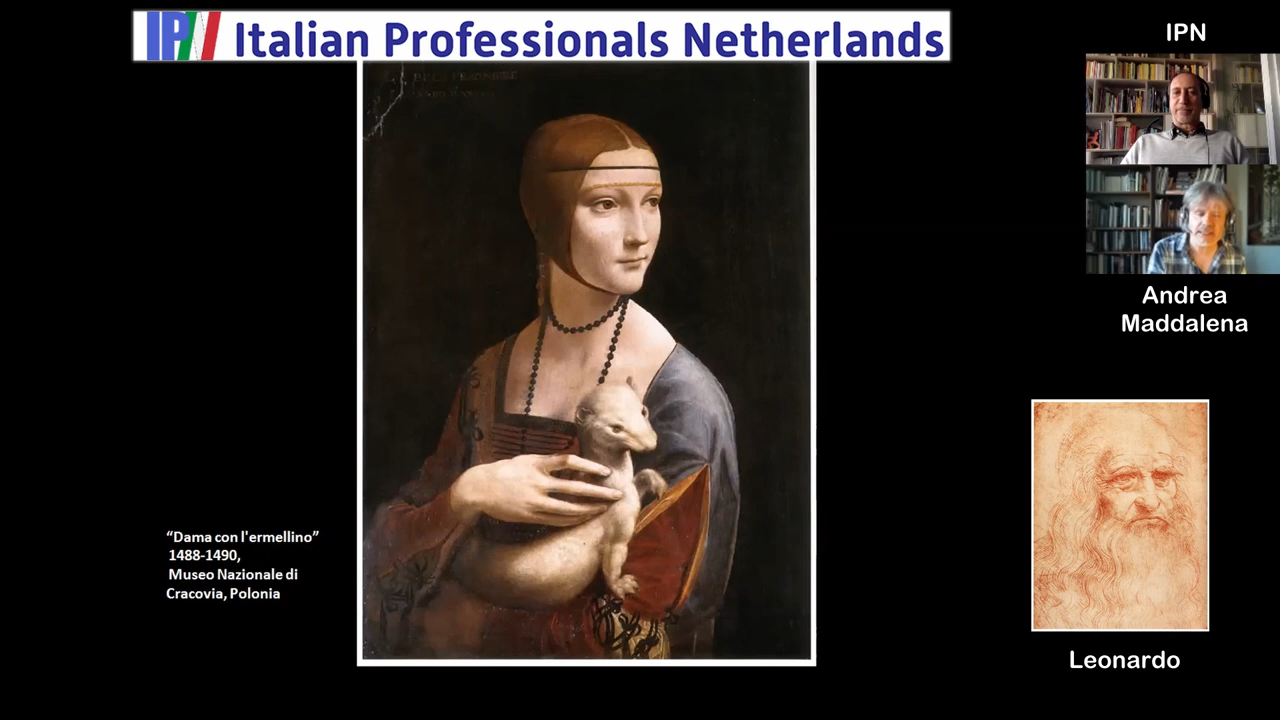 IPN Italian Professionals Netherlands
IPN
Andrea
Maddalena
“Dama con l'ermellino”
1488-1490,
Museo Nazionale di
Cracovia, Polonia
Leonardo